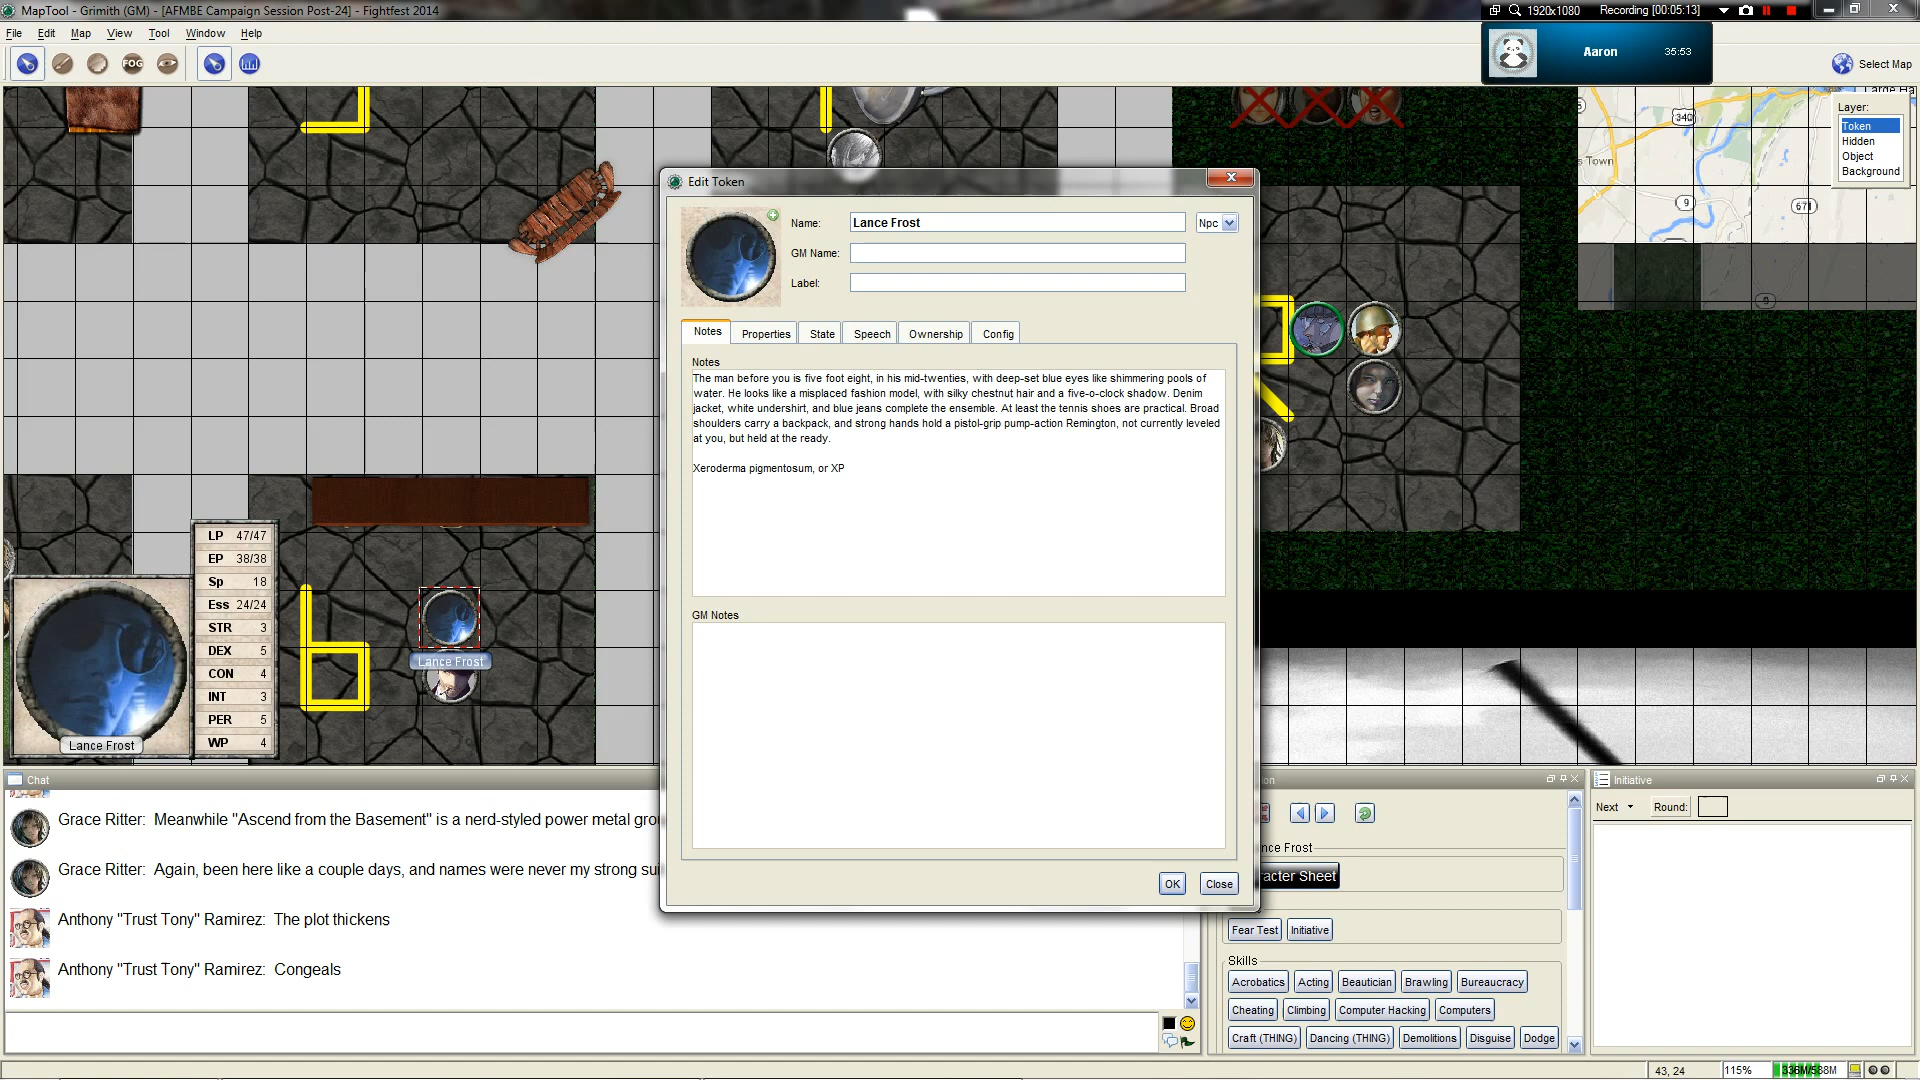 MapTool - Grimith (GM) - [AFMBE Campaign Session Post-24] - Fightfest 2014
1920x1080 Recording [00:05:13]
File Edit Map View Tool Window Help
Aaron 35:53
FOG
Select Map
Layer:
Token
Hidden
Object
Background
340
s Town
9
671
9
Edit Token
Name: Lance Frost Npc
GM Name:
Label:
Notes Properties State Speech Ownership Config
Notes
The man before you is five foot eight, in his mid-twenties, with deep-set blue eyes like shimmering pools of
water. He looks like a misplaced fashion model, with silky chestnut hair and a five-o-clock shadow. Denim
jacket, white undershirt, and blue jeans complete the ensemble. At least the tennis shoes are practical. Broad
shoulders carry a backpack, and strong hands hold a pistol-grip pump-action Remington, not currently leveled
at you, but held at the ready.
Xeroderma pigmentosum, or XP
GM Notes
OK Close
LP 47/47
EP 38/38
Sp 18
Ess 24/24
STR 3
DEX 5
CON 4
INT 3
PER 5
WP 4
Lance Frost
Lance Frost
Chat
Grace Ritter: Meanwhile "Ascend from the Basement" is a nerd-styled power metal gro
Grace Ritter: Again, been here like a couple days, and names were never my strong sui
Anthony "Trust Tony" Ramirez: The plot thickens
Anthony "Trust Tony" Ramirez: Congeals
on
nce Frost
racter Sheet
Fear Test Initiative
Skills
Acrobatics Acting Beautician Brawling Bureaucracy
Cheating Climbing Computer Hacking Computers
Craft (THING) Dancing (THING) Demolitions Disguise Dodge
Initiative
Next Round:
43, 24 115% 336M/588M